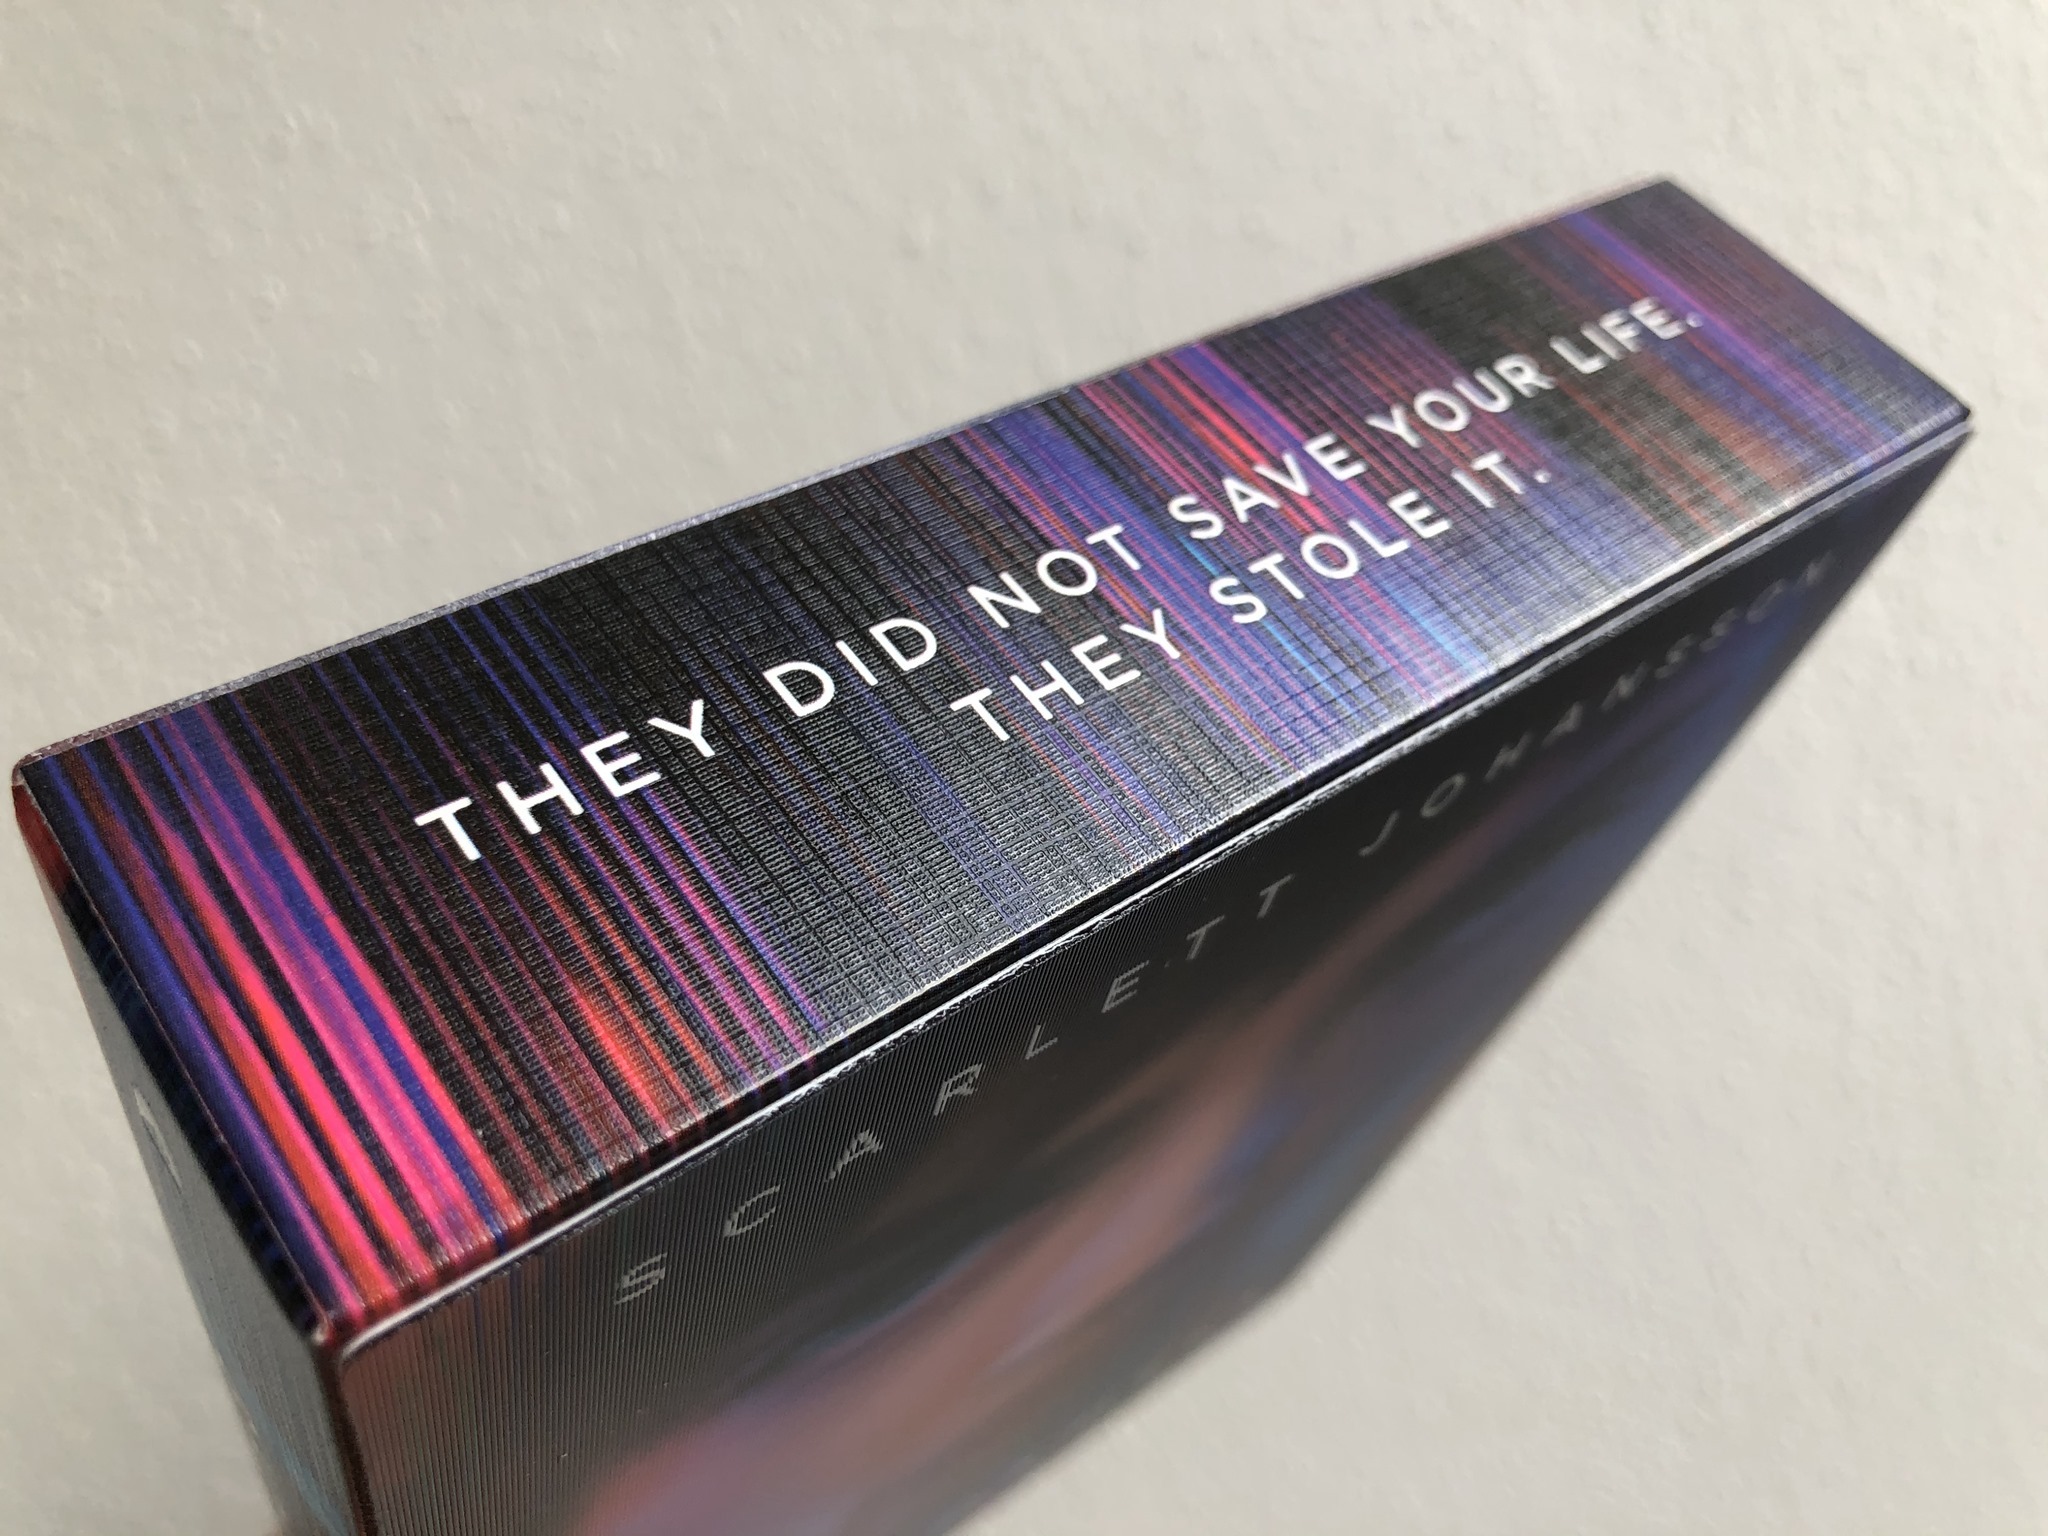 THEY DID NOT SAVE YOUR LIFE.
THEY STOLE IT.
SCARLETT JOHANSSON